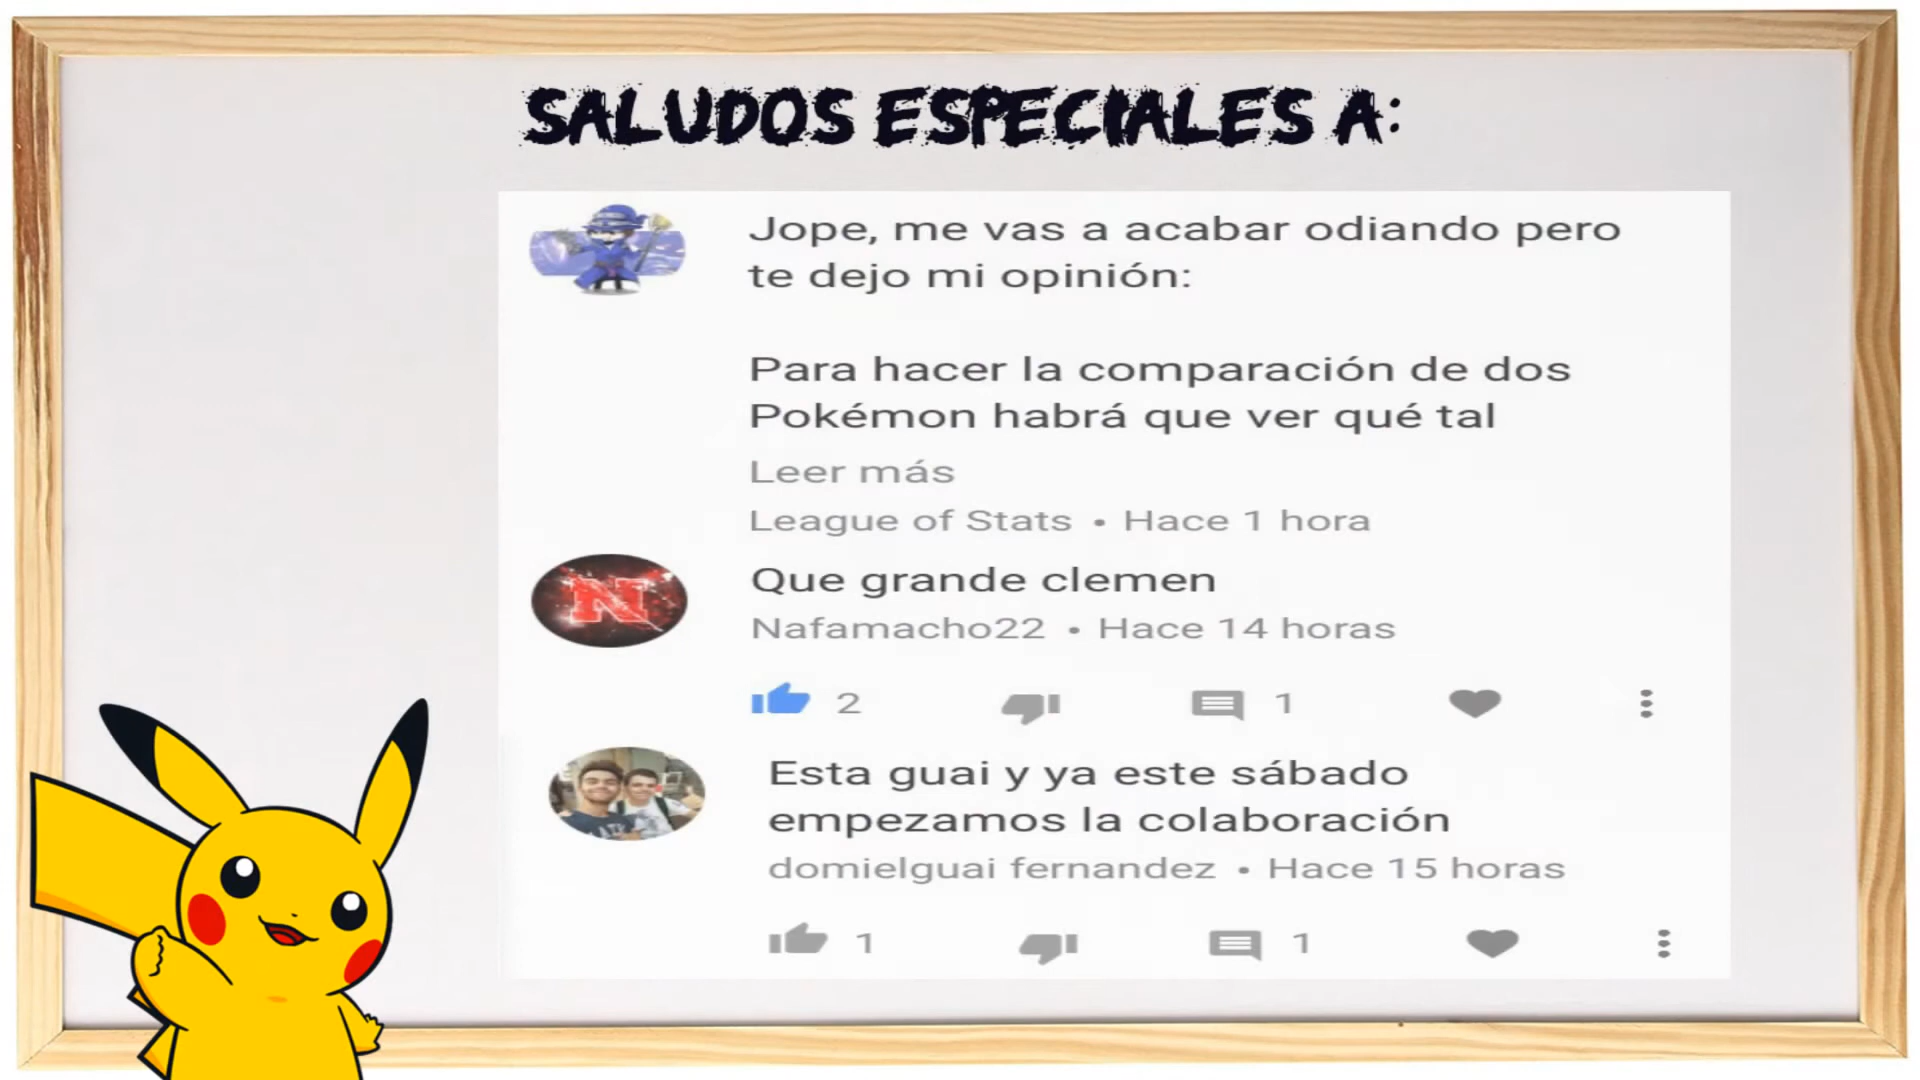 SALUDOS ESPECIALES A:
Jope, me vas a acabar odiando pero
te dejo mi opinión:
Para hacer la comparación de dos
Pokémon habrá que ver qué tal
Leer más
League of Stats • Hace 1 hora
N
Que grande clemen
Nafamacho22 • Hace 14 horas
2
1
Esta guai y ya este sábado
empezamos la colaboración
domielguai fernandez • Hace 15 horas
1
1